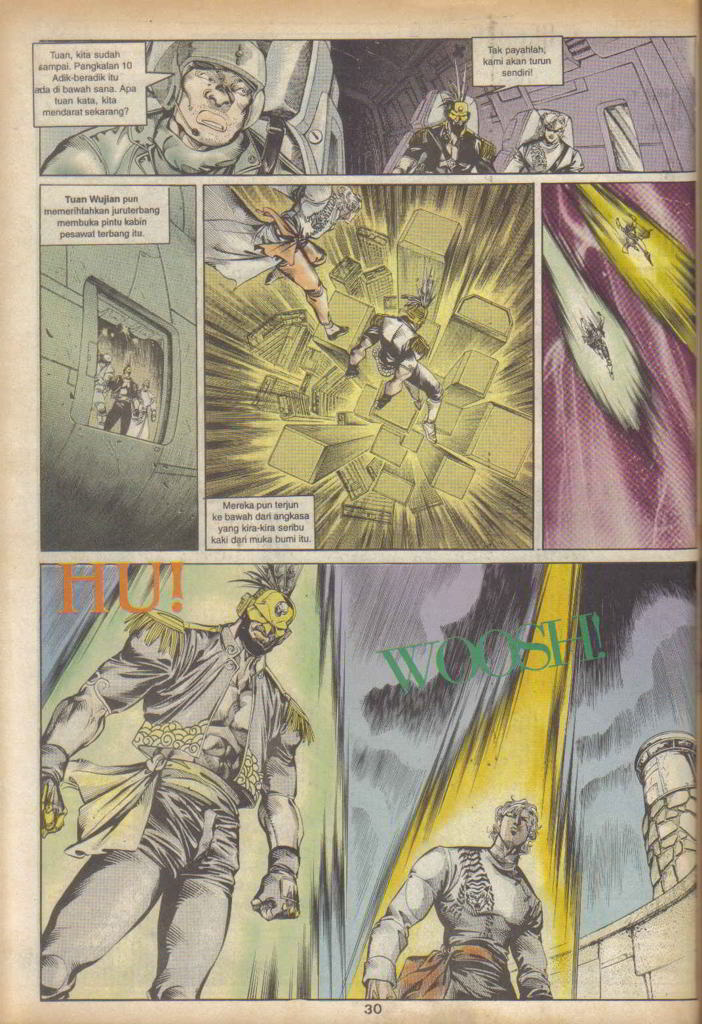 Tuan, kita sudah
sampai. Pangkalan 10
Adik-beradik itu
ada di bawah sana. Apa
tuan kata, kita
mendarat sekarang?
Tak payahlah,
kami akan turun
sendiri!
Tuan Wujian pun
memerihtahkan juruterbang
membuka pintu kabin
pesawat terbang itu.
Mereka pun terjun
ke bawah dari angkasa
yang kira-kira seribu
kaki dari muka bumi itu.
HU!
WOOSH!
30